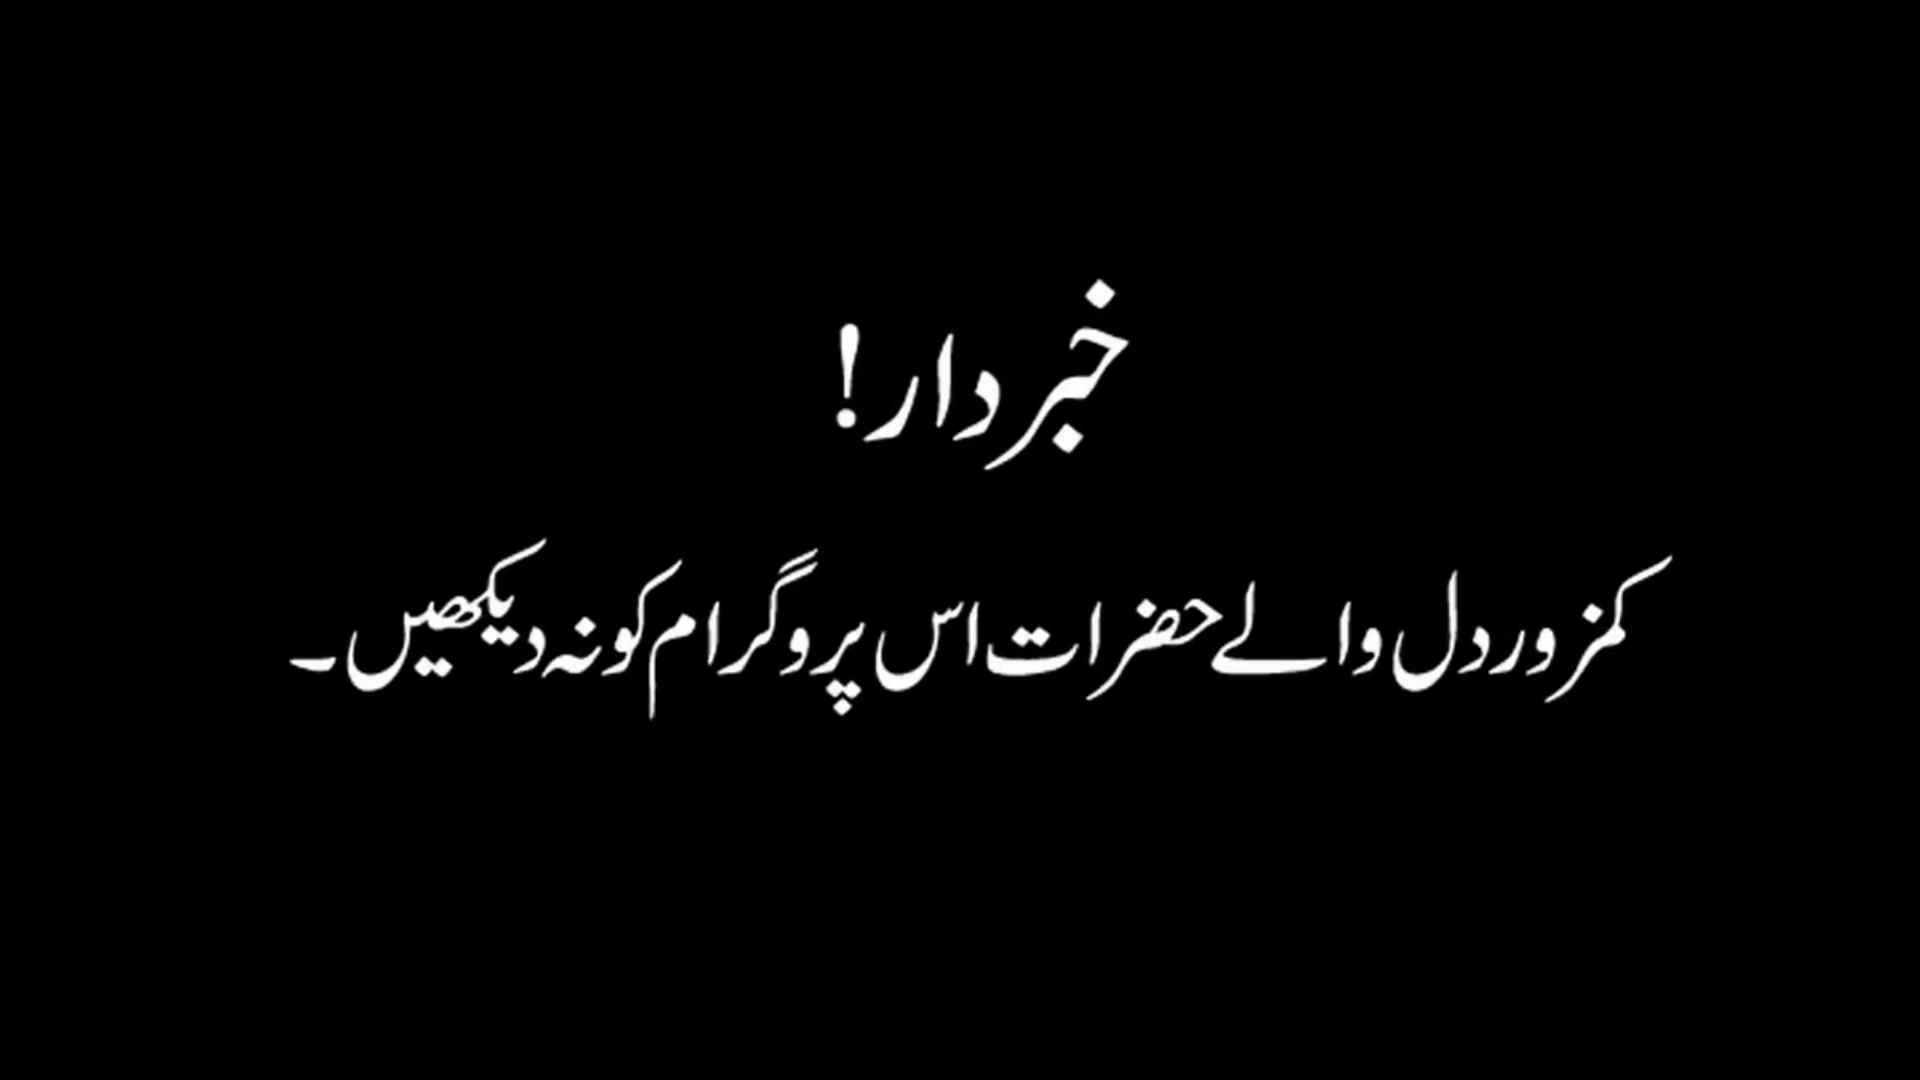 خبردار!
کمزور دل والے حضرات اس پروگرام کو نہ دیکھیں۔